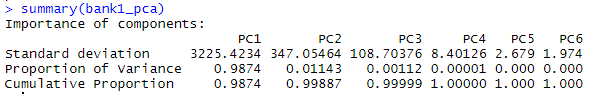 > summary(bank1_pca)
Importance of components:
PC1 PC2 PC3 PC4 PC5 PC6
Standard deviation 3225.4234 347.05464 108.70376 8.40126 2.679 1.974
Proportion of Variance 0.9874 0.01143 0.00112 0.00001 0.000 0.000
Cumulative Proportion 0.9874 0.99887 0.99999 1.00000 1.000 1.000